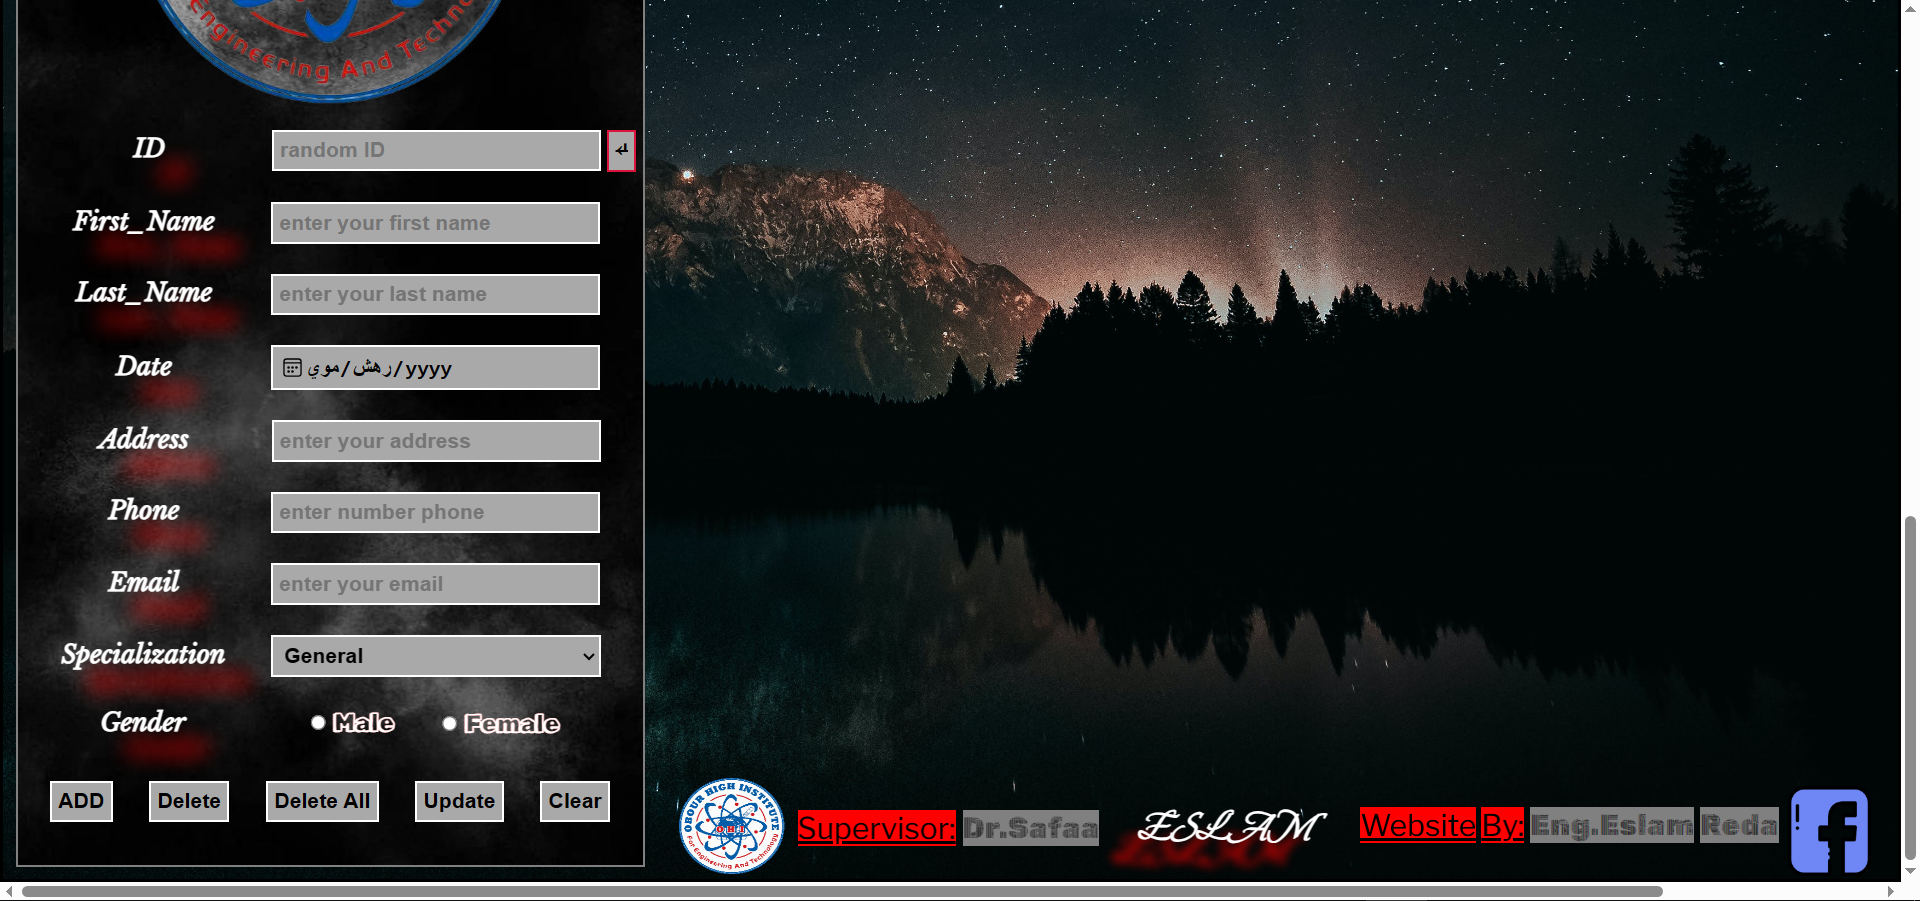 Engineering And Techno
ID
random ID
First_Name
enter your first name
Last_Name
enter your last name
Date
رهش/موي/yyyy
Address
enter your address
Phone
enter number phone
Email
enter your email
Specialization
General
Gender
Male
Female
ADD
Delete
Delete All
Update
Clear
OBOUR HIGH INSTITUTE
OHI
For Engineering And Technology
Supervisor: Dr.Safaa
ESLAM
Website By: Eng.Eslam Reda